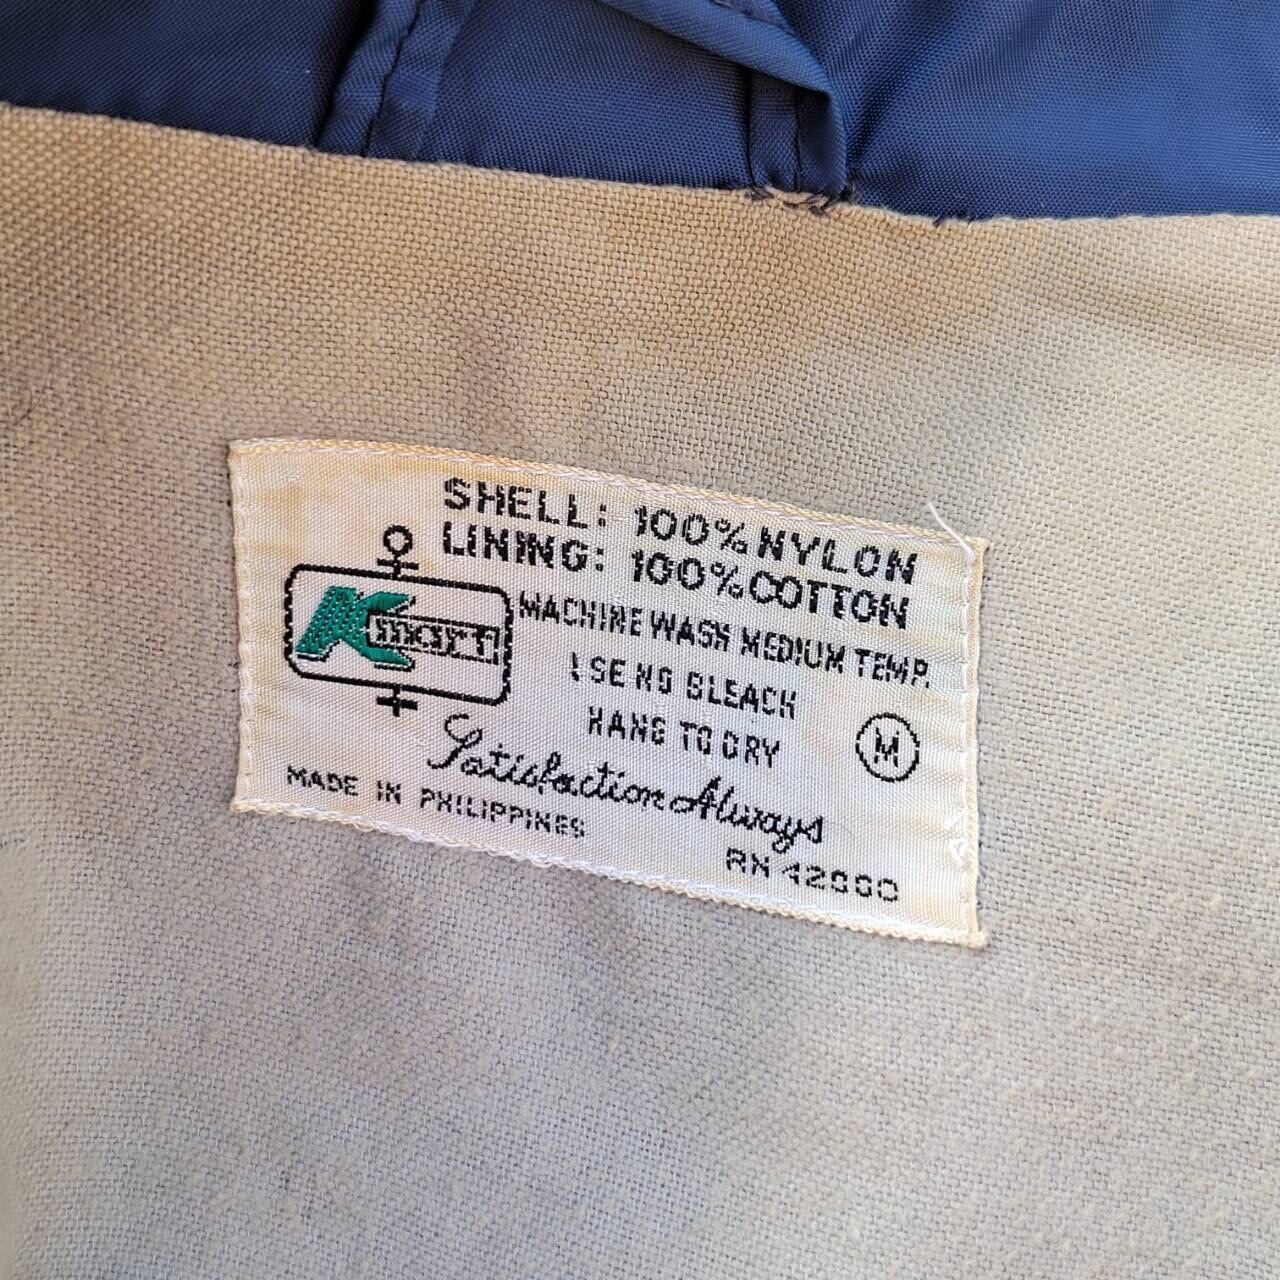 SHELL: 100% NYLON
LINING: 100% COTTON
Kmart
MACHINE WASH MEDIUM TEMP.
USE NO BLEACH
HANG TO DRY
M
Satisfaction Always
MADE IN PHILIPPINES
RN